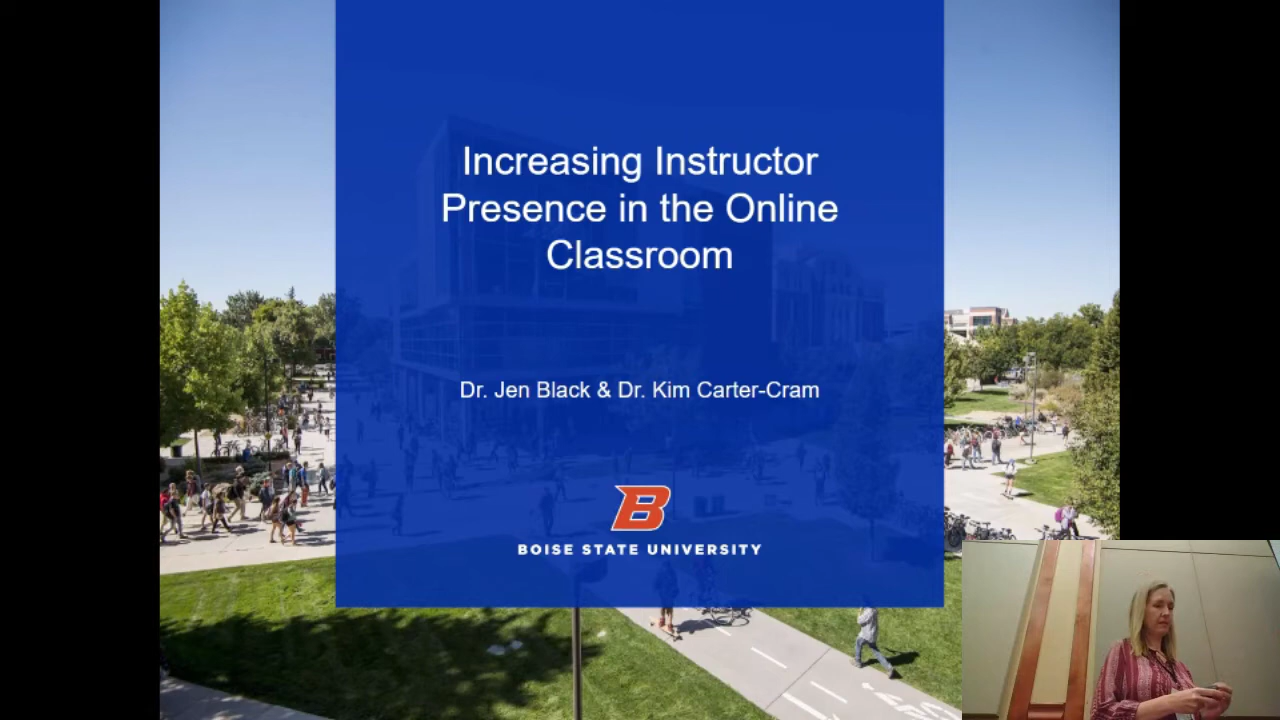 Increasing Instructor
Presence in the Online
Classroom
Dr. Jen Black & Dr. Kim Carter-Cram
B
BOISE STATE UNIVERSITY